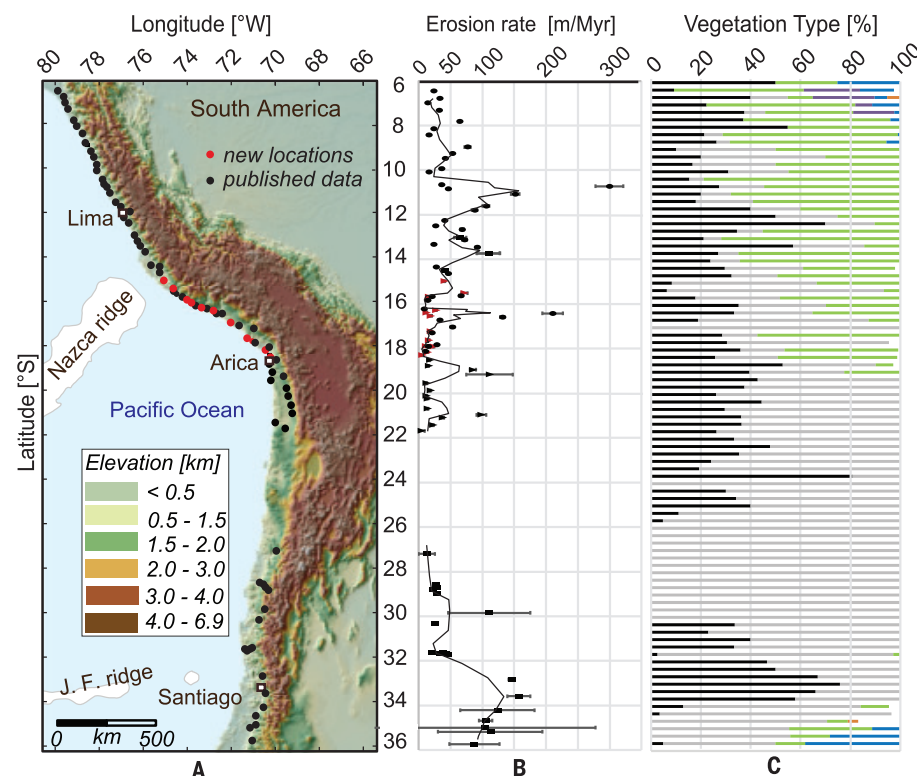 Longitude [°W]
80 78 76 74 72 70 68 66
South America
new locations
published data
Lima
Nazca ridge
Arica
Pacific Ocean
Latitude [°S]
Elevation [km]
< 0.5
0.5 - 1.5
1.5 - 2.0
2.0 - 3.0
3.0 - 4.0
4.0 - 6.9
J. F. ridge
Santiago
0 km 500
A
Erosion rate [m/Myr]
0 50 100 200 300
6
8
10
12
14
16
18
20
22
24
26
28
30
32
34
36
B
Vegetation Type [%]
0 20 40 60 80 100
C